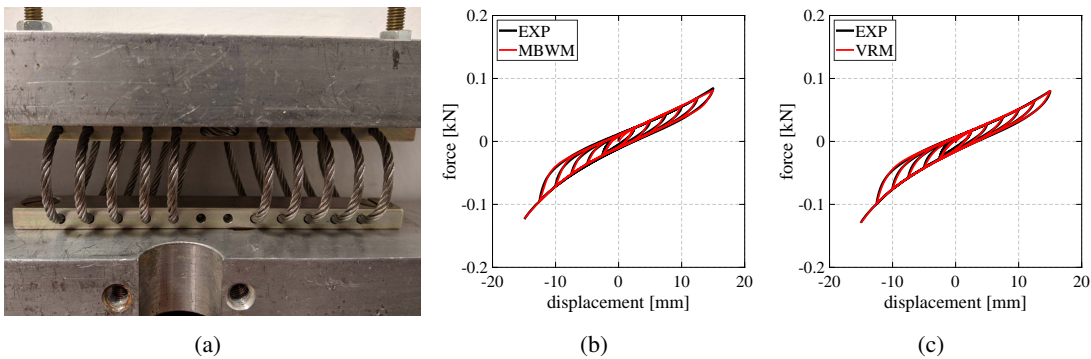 EXP
MBWM
0.2
0.1
0
-0.1
-0.2
-20
-10
0
10
20
force [kN]
displacement [mm]
EXP
VRM
0.2
0.1
0
-0.1
-0.2
-20
-10
0
10
20
force [kN]
displacement [mm]
(a)
(b)
(c)